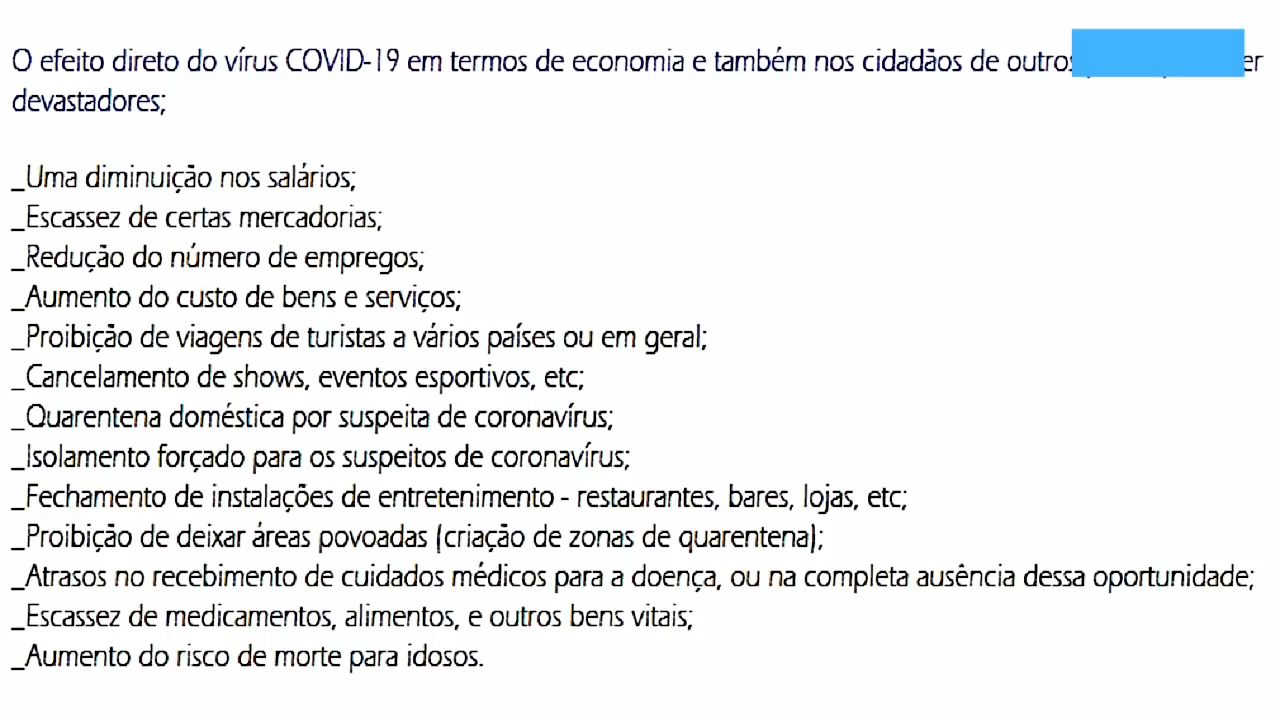 O efeito direto do vírus COVID-19 em termos de economia e também nos cidadãos de outros
devastadores;
_Uma diminuição nos salários;
_Escassez de certas mercadorias;
_Redução do número de empregos;
_Aumento do custo de bens e serviços;
_Proibição de viagens de turistas a vários países ou em geral;
_Cancelamento de shows, eventos esportivos, etc;
_Quarentena doméstica por suspeita de coronavírus;
_Isolamento forçado para os suspeitos de coronavírus;
_Fechamento de instalações de entretenimento - restaurantes, bares, lojas, etc;
_Proibição de deixar áreas povoadas (criação de zonas de quarentena);
_Atrasos no recebimento de cuidados médicos para a doença, ou na completa ausência dessa oportunidade;
_Escassez de medicamentos, alimentos, e outros bens vitais;
_Aumento do risco de morte para idosos.